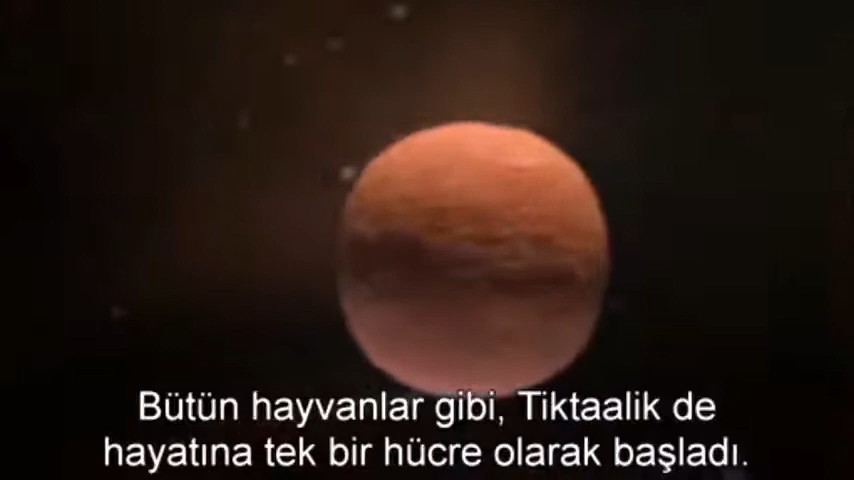 Bütün hayvanlar gibi, Tiktaalik de
hayatına tek bir hücre olarak başladı.